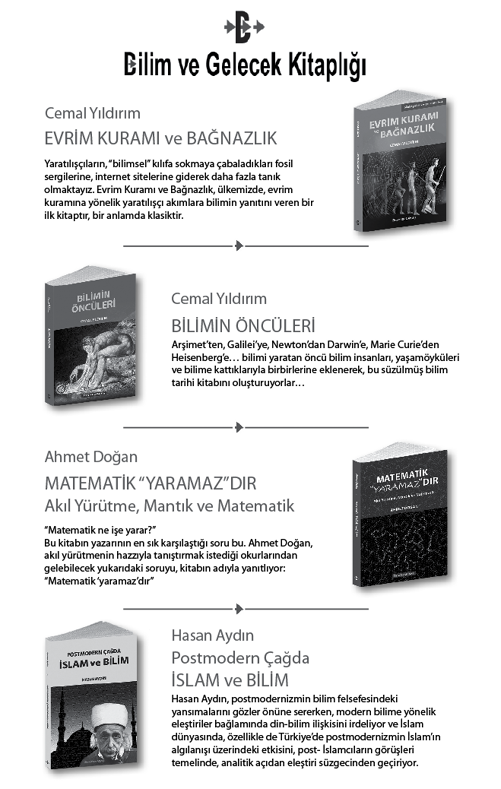 Bilim ve Gelecek Kitaplığı
Cemal Yıldırım
EVRİM KURAMI ve BAĞNAZLIK
Yaratılışçıların, “bilimsel” kılıfa sokmaya çabaladıkları fosil
sergilerine, internet sitelerine giderek daha fazla tanık
olmaktayız. Evrim Kuramı ve Bağnazlık, ülkemizde, evrim
kuramına yönelik yaratılışçı akımlara bilimin yanıtını veren bir
ilk kitaptır, bir anlamda klasiktir.
EVRİM KURAMI
ve BAĞNAZLIK
BİLİMİN
ÖNCÜLERİ
Cemal Yıldırım
BİLİMİN ÖNCÜLERİ
Arşimet’ten, Galilei’ye, Newton’dan Darwin’e, Marie Curie’den
Heisenberg’e… bilimi yaratan öncü bilim insanları, yaşamöyküleri
ve bilime kattıklarıyla birbirlerine eklenerek, bu süzülmüş bilim
tarihi kitabını oluşturuyorlar…
Ahmet Doğan
MATEMATİK “YARAMAZ”DIR
Akıl Yürütme, Mantık ve Matematik
“Matematik ne işe yarar?”
Bu kitabın yazarının en sık karşılaştığı soru bu. Ahmet Doğan,
akıl yürütmenin hazzıyla tanıştırmak istediği okurlarından
gelebilecek yukarıdaki soruyu, kitabın adıyla yanıtlıyor:
“Matematik ‘yaramaz’dır”
MATEMATİK
“YARAMAZ”DIR
POSTMODERN ÇAĞDA
İSLAM ve BİLİM
Hasan Aydın
Postmodern Çağda
İSLAM ve BİLİM
Hasan Aydın, postmodernizmin bilim felsefesindeki
yansımalarını gözler önüne sererken, modern bilime yönelik
eleştiriler bağlamında din-bilim ilişkisini irdeliyor ve İslam
dünyasında, özellikle de Türkiye’de postmodernizmin İslam’ın
algılanışı üzerindeki etkisini, post- İslamcıların görüşleri
temelinde, analitik açıdan eleştiri süzgecinden geçiriyor.